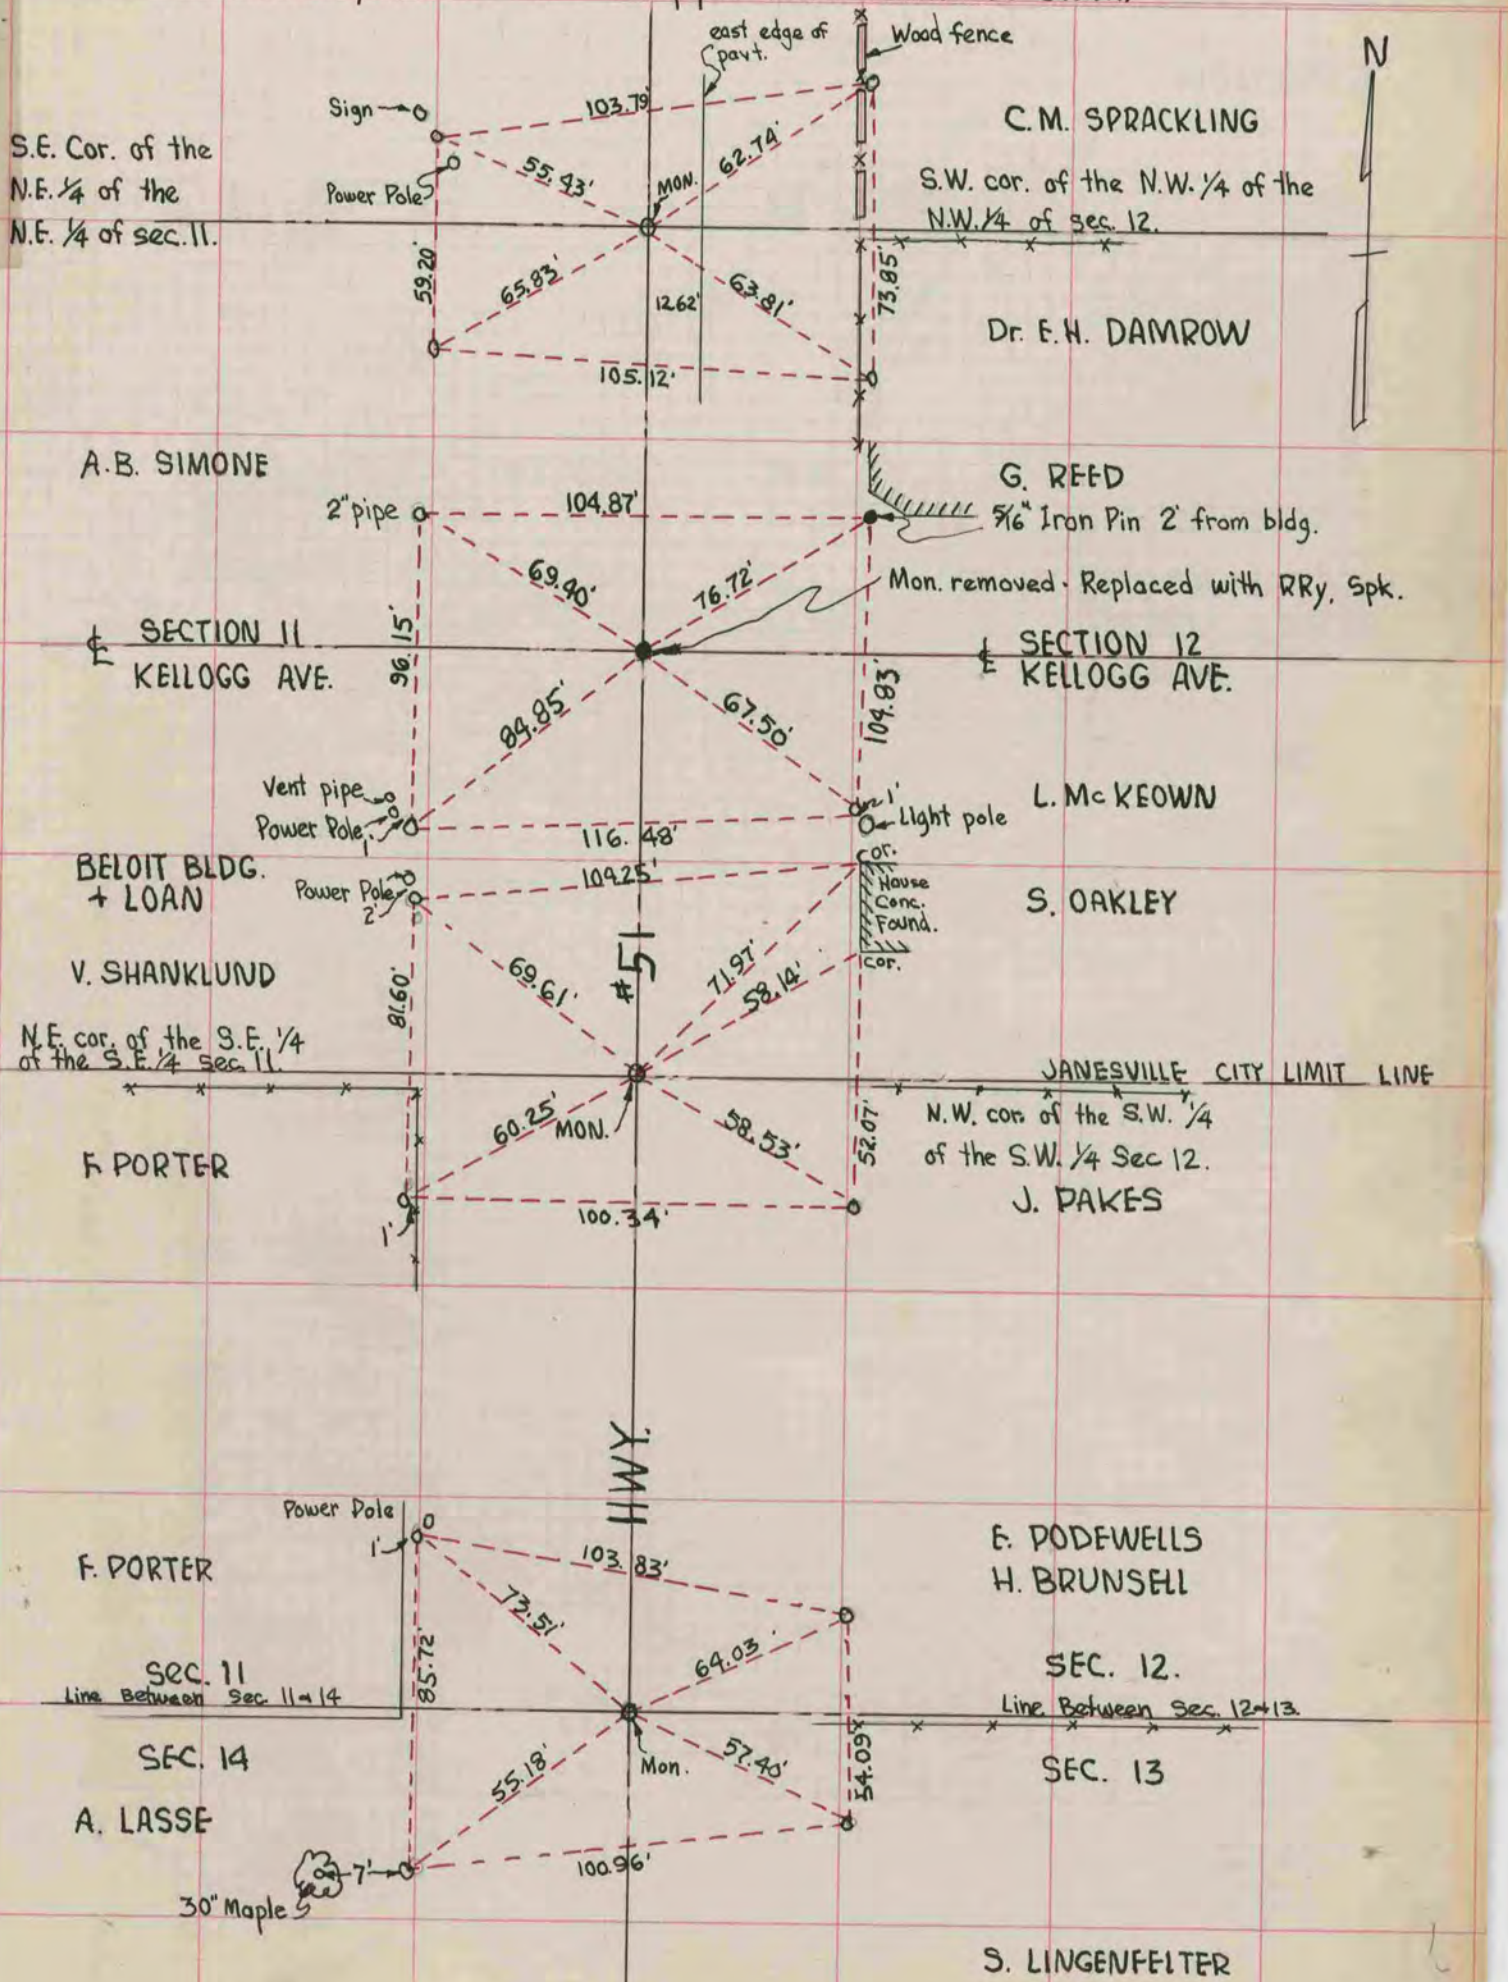 east edge of
pavt.
Wood fence
N
Sign
103.79'
C.M. SPRACKLING
S.E. Cor. of the
N.E. 1/4 of the
N.E. 1/4 of sec. 11.
Power Pole
55.43'
MON.
62.74'
S.W. cor. of the N.W. 1/4 of the
N.W. 1/4 of sec. 12.
59.20'
65.83'
12.62'
63.81'
73.85'
Dr. E.H. DAMROW
105.12'
A.B. SIMONE
G. REED
2" pipe
104.87'
5/16" Iron Pin 2' from bldg.
69.40'
76.72'
Mon. removed. Replaced with RRy. Spk.
℄ SECTION 11
KELLOGG AVE.
96.15'
℄ SECTION 12
KELLOGG AVE.
84.85'
67.50'
104.83'
Vent pipe
Power Pole
1'
116.48'
1'
Light pole
L. McKEOWN
BELOIT BLDG.
+ LOAN
Power Pole
2'
104.25'
cor.
House
Conc.
Found.
cor.
S. OAKLEY
V. SHANKLUND
81.60'
69.61'
#51
71.97'
58.14'
N.E. cor. of the S.E. 1/4
of the S.E. 1/4 Sec. 11.
JANESVILLE CITY LIMIT LINE
60.25'
MON.
58.53'
52.07'
N.W. cor. of the S.W. 1/4
of the S.W. 1/4 Sec 12.
F. PORTER
1'
100.34'
J. PAKES
HWY.
Power Pole
1'
F. PORTER
103.83'
E. PODEWELLS
H. BRUNSELL
73.51'
85.72'
64.03'
SEC. 11
Line Between Sec. 11 & 14
SEC. 12.
Line Between Sec. 12 & 13.
SEC. 14
55.18'
Mon.
57.40'
54.09'
SEC. 13
A. LASSE
7'
30" Maple
100.96'
S. LINGENFELTER